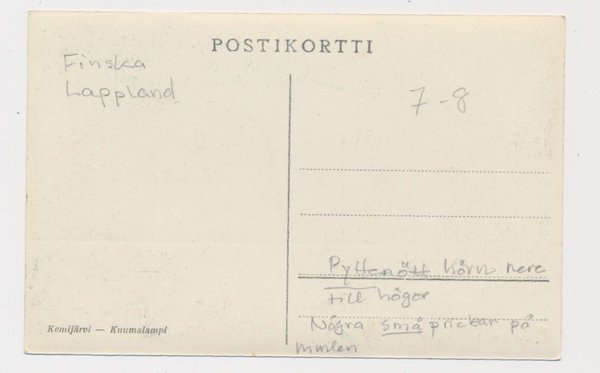 POSTIKORTTI
Finska
Lappland
7-8
Pyttenött hörn nere
till höger
Några små prickar på
himlen
Kemijärvi — Kuumalampi